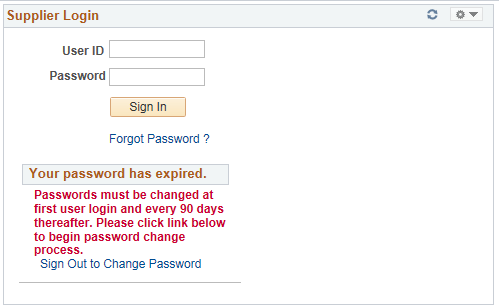 Supplier Login
User ID
Password
Sign In
Forgot Password ?
Your password has expired.
Passwords must be changed at
first user login and every 90 days
thereafter. Please click link below
to begin password change
process.
Sign Out to Change Password